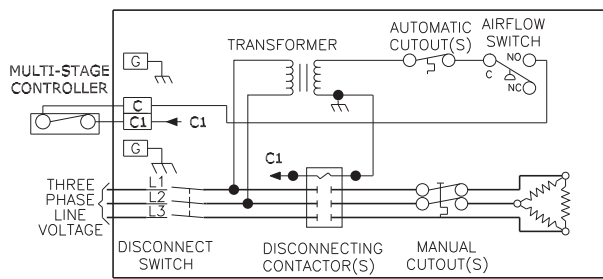 AUTOMATIC
CUTOUT(S)
AIRFLOW
SWITCH
TRANSFORMER
NO
C
NC
G
MULTI-STAGE
CONTROLLER
C
C1
C1
G
C1
THREE
PHASE
LINE
VOLTAGE
L1
L2
L3
DISCONNECT
SWITCH
DISCONNECTING
CONTACTOR(S)
MANUAL
CUTOUT(S)